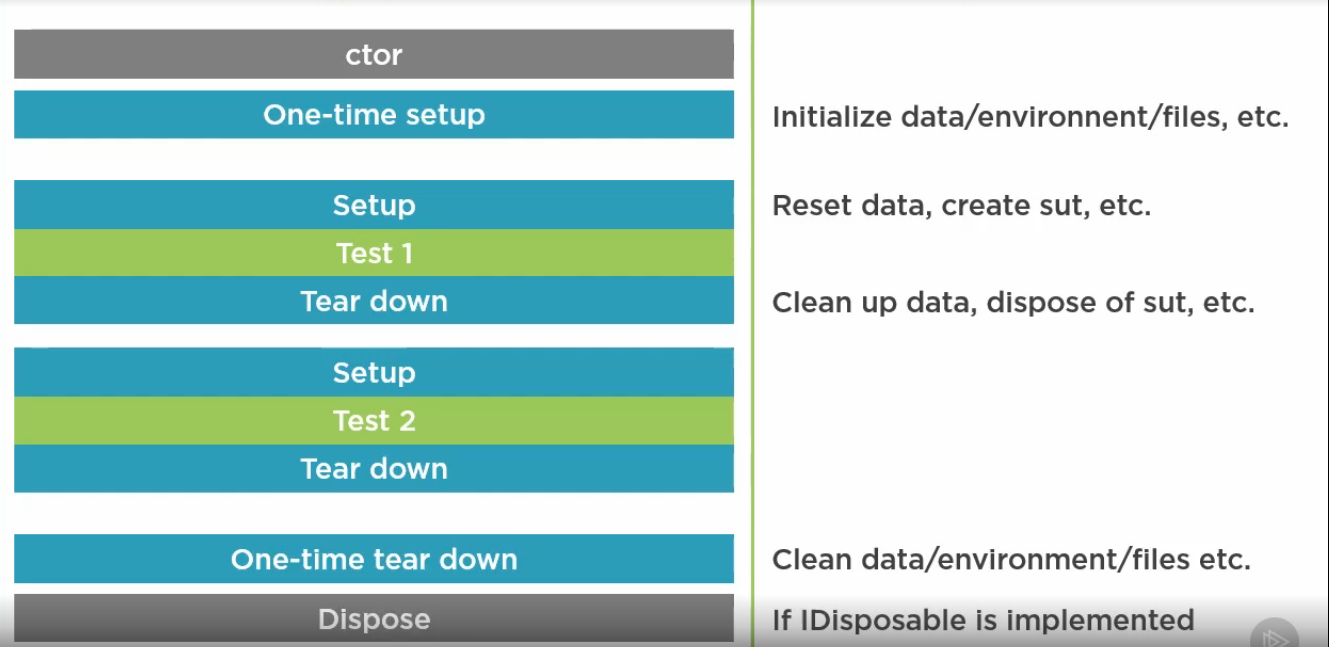 ctor
One-time setup
Initialize data/environnent/files, etc.
Setup
Reset data, create sut, etc.
Test 1
Tear down
Clean up data, dispose of sut, etc.
Setup
Test 2
Tear down
One-time tear down
Clean data/environment/files etc.
Dispose
If IDisposable is implemented